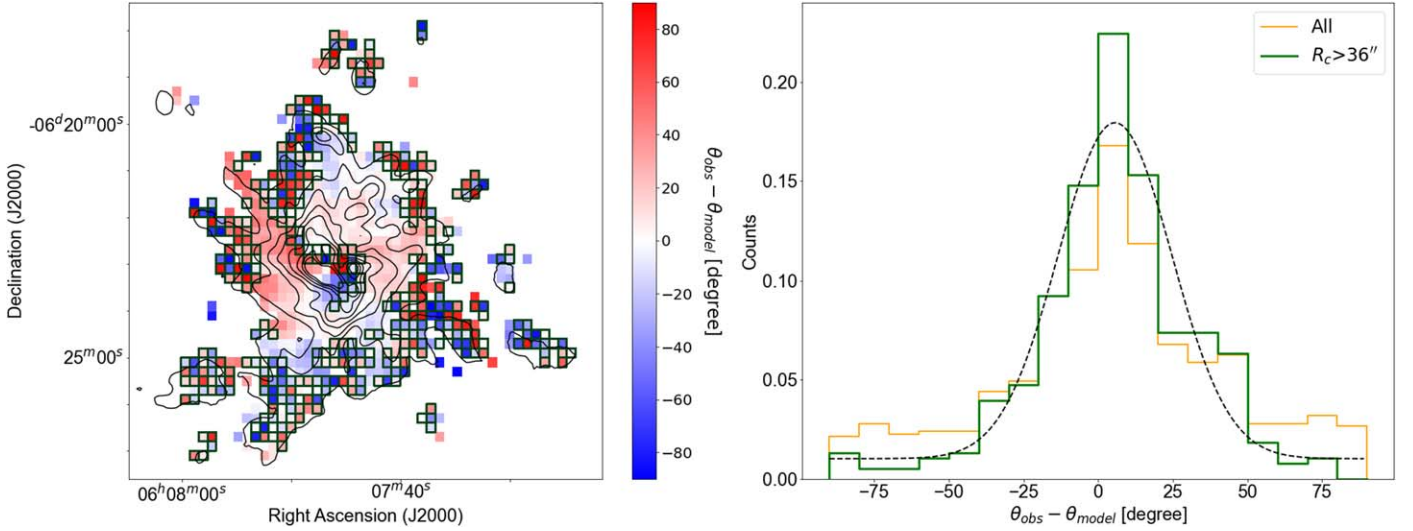 -06ᵈ20ᵐ00ˢ
25ᵐ00ˢ
Declination (J2000)
06ʰ08ᵐ00ˢ
07ᵐ40ˢ
Right Ascension (J2000)
80
60
40
20
0
−20
−40
−60
−80
θobs − θmodel [degree]
All
Rc>36″
0.20
0.15
0.10
0.05
0.00
Counts
−75
−50
−25
0
25
50
75
θobs − θmodel [degree]